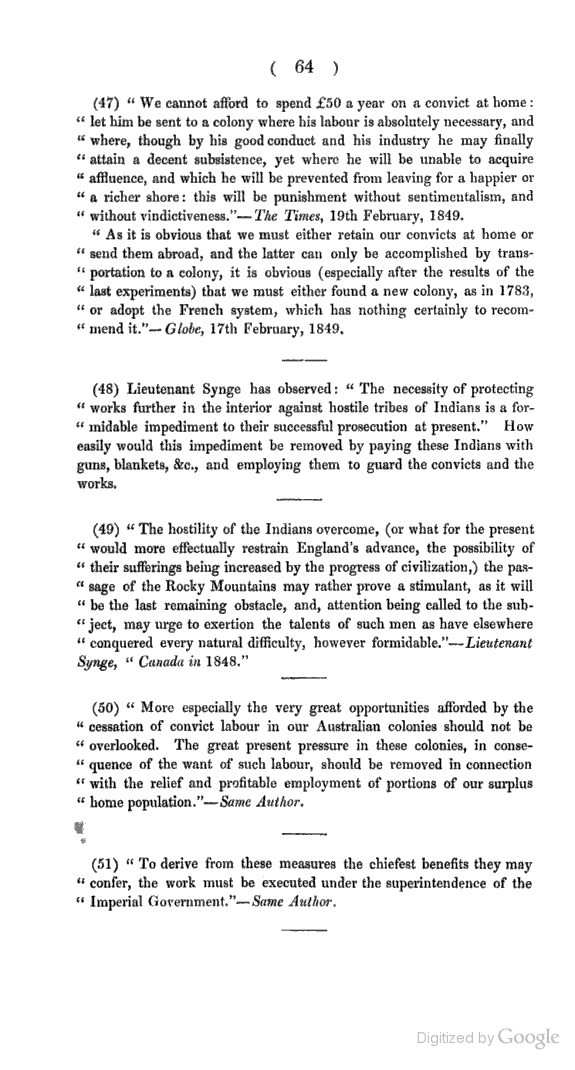 ( 64 )
(47) “ We cannot afford to spend £50 a year on a convict at home :
“ let him be sent to a colony where his labour is absolutely necessary, and
“ where, though by his good conduct and his industry he may finally
“ attain a decent subsistence, yet where he will be unable to acquire
“ affluence, and which he will be prevented from leaving for a happier or
“ a richer shore : this will be punishment without sentimentalism, and
“ without vindictiveness.”— The Times, 19th February, 1849.
“ As it is obvious that we must either retain our convicts at home or
“ send them abroad, and the latter can only be accomplished by trans-
“ portation to a colony, it is obvious (especially after the results of the
“ last experiments) that we must either found a new colony, as in 1783,
“ or adopt the French system, which has nothing certainly to recom-
“ mend it.”— Globe, 17th February, 1849.
(48) Lieutenant Synge has observed : “ The necessity of protecting
“ works further in the interior against hostile tribes of Indians is a for-
“ midable impediment to their successful prosecution at present.” How
easily would this impediment be removed by paying these Indians with
guns, blankets, &c., and employing them to guard the convicts and the
works.
(49) “ The hostility of the Indians overcome, (or what for the present
“ would more effectually restrain England’s advance, the possibility of
“ their sufferings being increased by the progress of civilization,) the pas-
“ sage of the Rocky Mountains may rather prove a stimulant, as it will
“ be the last remaining obstacle, and, attention being called to the sub-
“ ject, may urge to exertion the talents of such men as have elsewhere
“ conquered every natural difficulty, however formidable.”—Lieutenant
Synge, “ Canada in 1848.”
(50) “ More especially the very great opportunities afforded by the
“ cessation of convict labour in our Australian colonies should not be
“ overlooked. The great present pressure in these colonies, in conse-
“ quence of the want of such labour, should be removed in connection
“ with the relief and profitable employment of portions of our surplus
“ home population.”—Same Author.
(51) “ To derive from these measures the chiefest benefits they may
“ confer, the work must be executed under the superintendence of the
“ Imperial Government.”—Same Author.
Digitized by Google